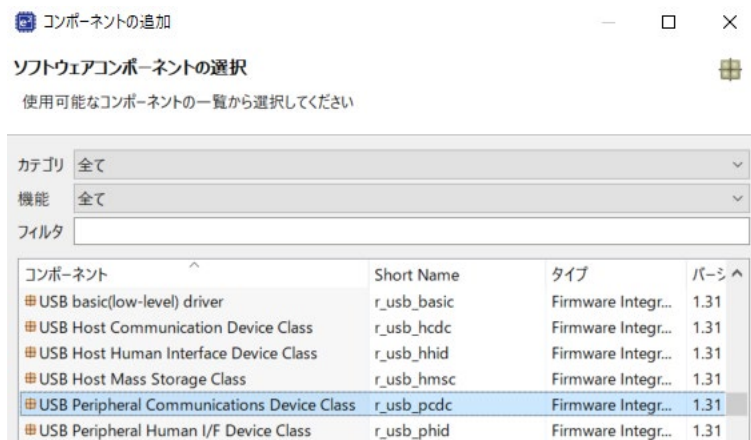 コンポーネントの追加
ソフトウェアコンポーネントの選択
使用可能なコンポーネントの一覧から選択してください
カテゴリ 全て
機能 全て
フィルタ
コンポーネント Short Name タイプ バージ
USB basic(low-level) driver r_usb_basic Firmware Integr... 1.31
USB Host Communication Device Class r_usb_hcdc Firmware Integr... 1.31
USB Host Human Interface Device Class r_usb_hhid Firmware Integr... 1.31
USB Host Mass Storage Class r_usb_hmsc Firmware Integr... 1.31
USB Peripheral Communications Device Class r_usb_pcdc Firmware Integr... 1.31
USB Peripheral Human I/F Device Class r_usb_phid Firmware Integr... 1.31